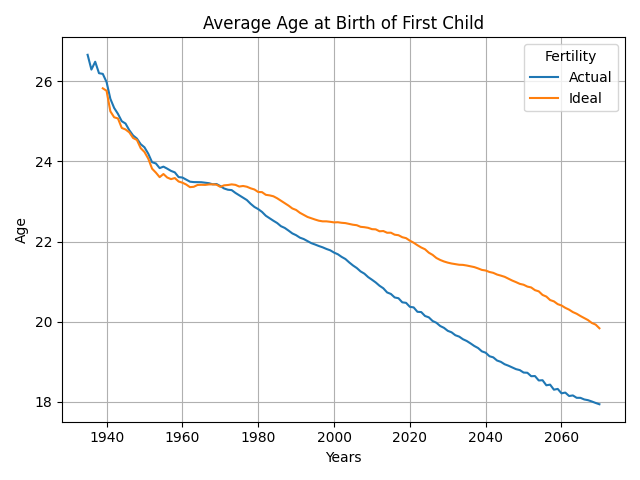 Average Age at Birth of First Child
Fertility
Actual
Ideal
26
24
22
20
18
Age
1940
1960
1980
2000
2020
2040
2060
Years